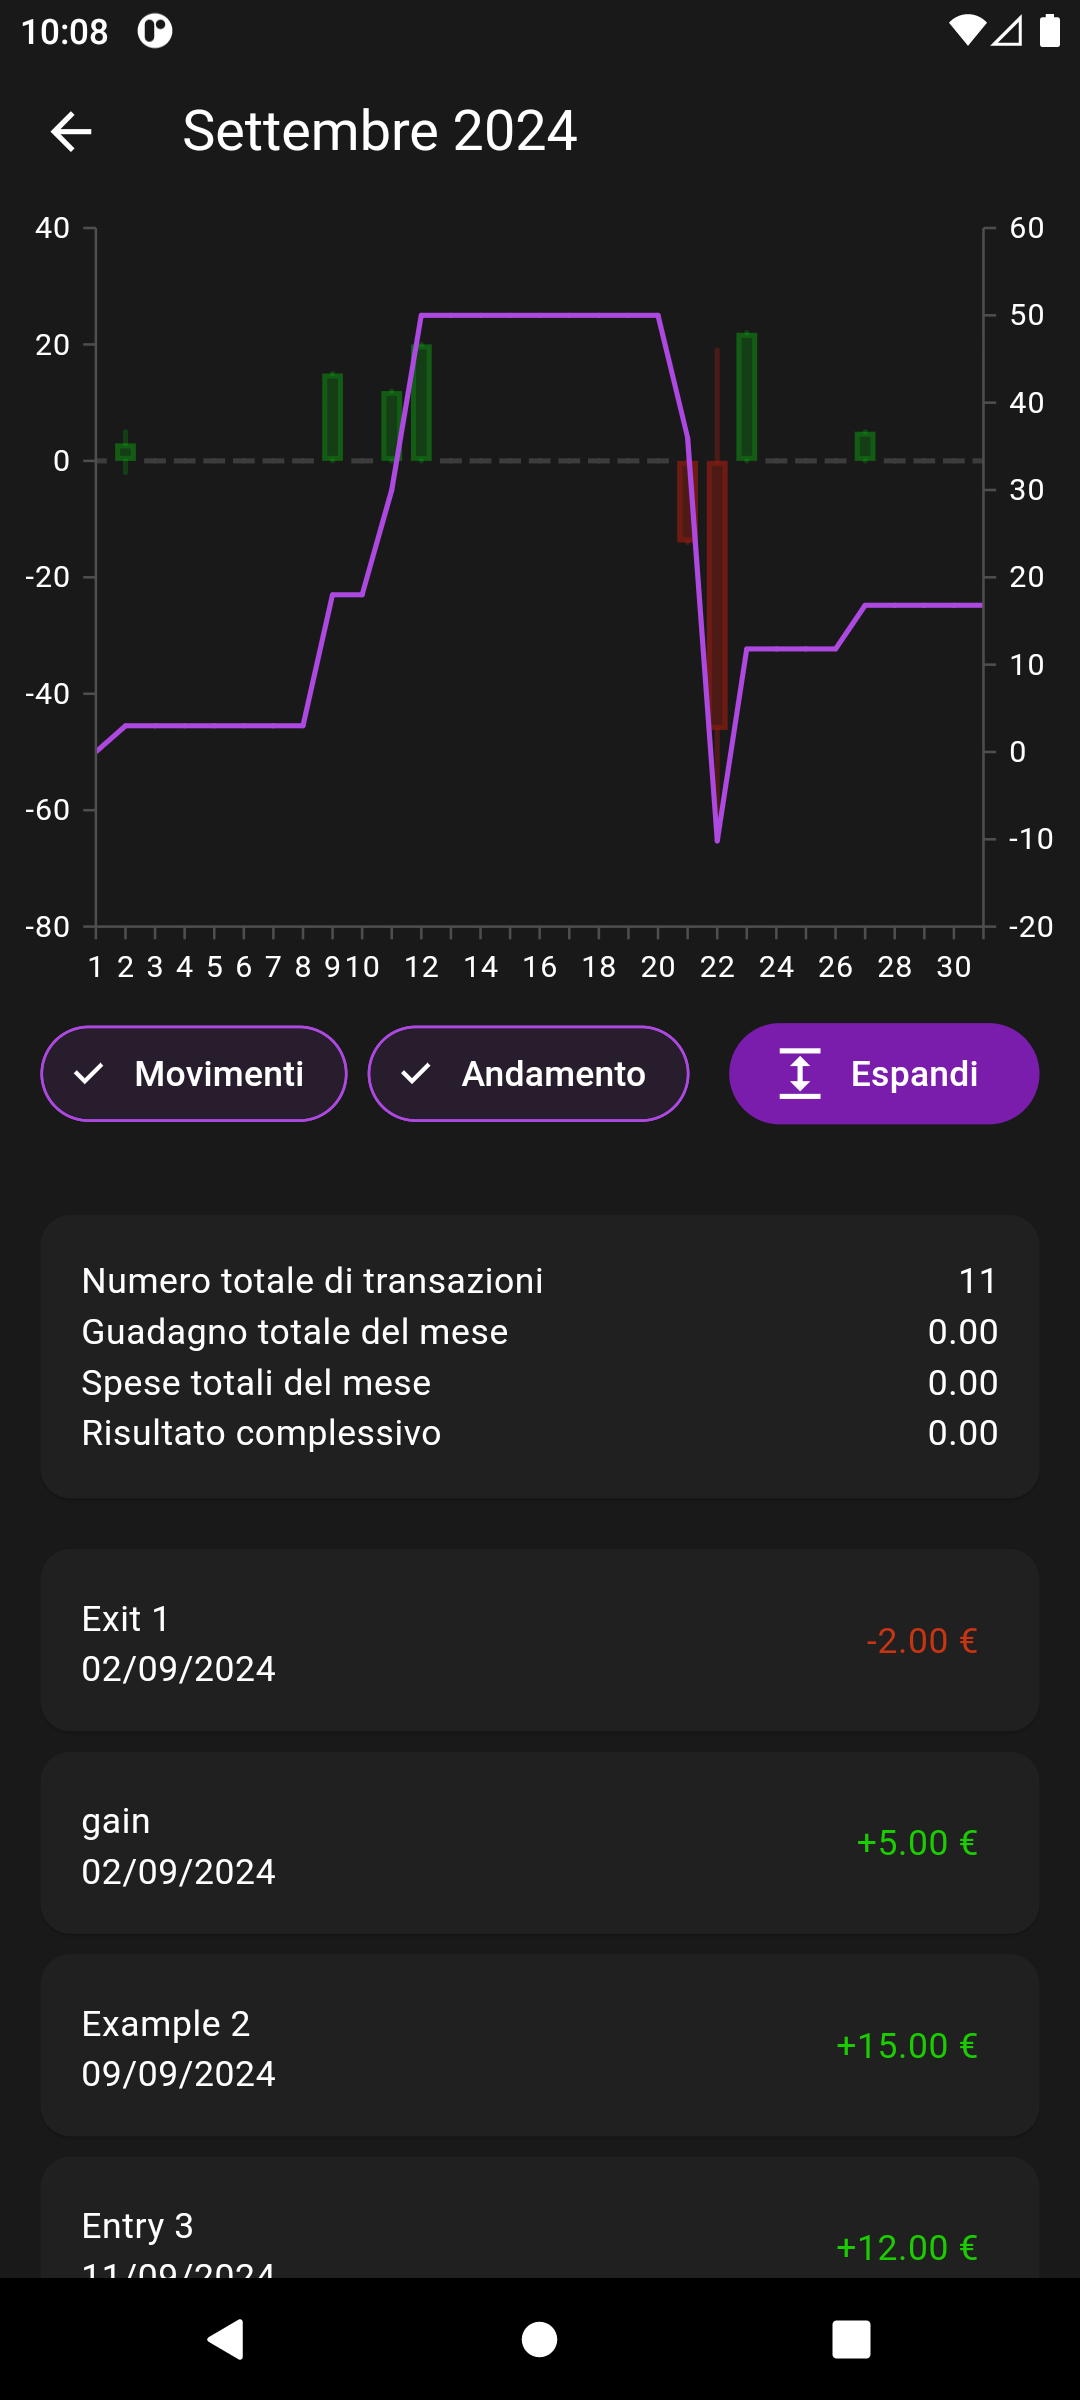 10:08
Settembre 2024
40 60
20 50
0 40
-20 30
-40 20
-60 10
-80 0
-10
-20
1 2 3 4 5 6 7 8 9 10 12 14 16 18 20 22 24 26 28 30
Movimenti Andamento Espandi
Numero totale di transazioni 11
Guadagno totale del mese 0.00
Spese totali del mese 0.00
Risultato complessivo 0.00
Exit 1
02/09/2024
-2.00 €
gain
02/09/2024
+5.00 €
Example 2
09/09/2024
+15.00 €
Entry 3
11/09/2024
+12.00 €